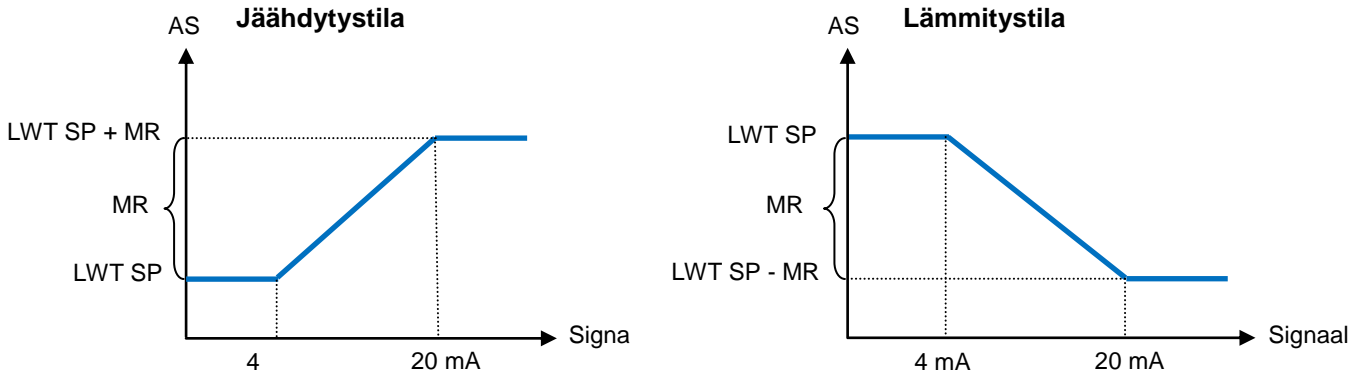 Jäähdytystila
AS
LWT SP + MR
MR
LWT SP
4
20 mA
Signa
Lämmitystila
AS
LWT SP
MR
LWT SP - MR
4 mA
20 mA
Signaal